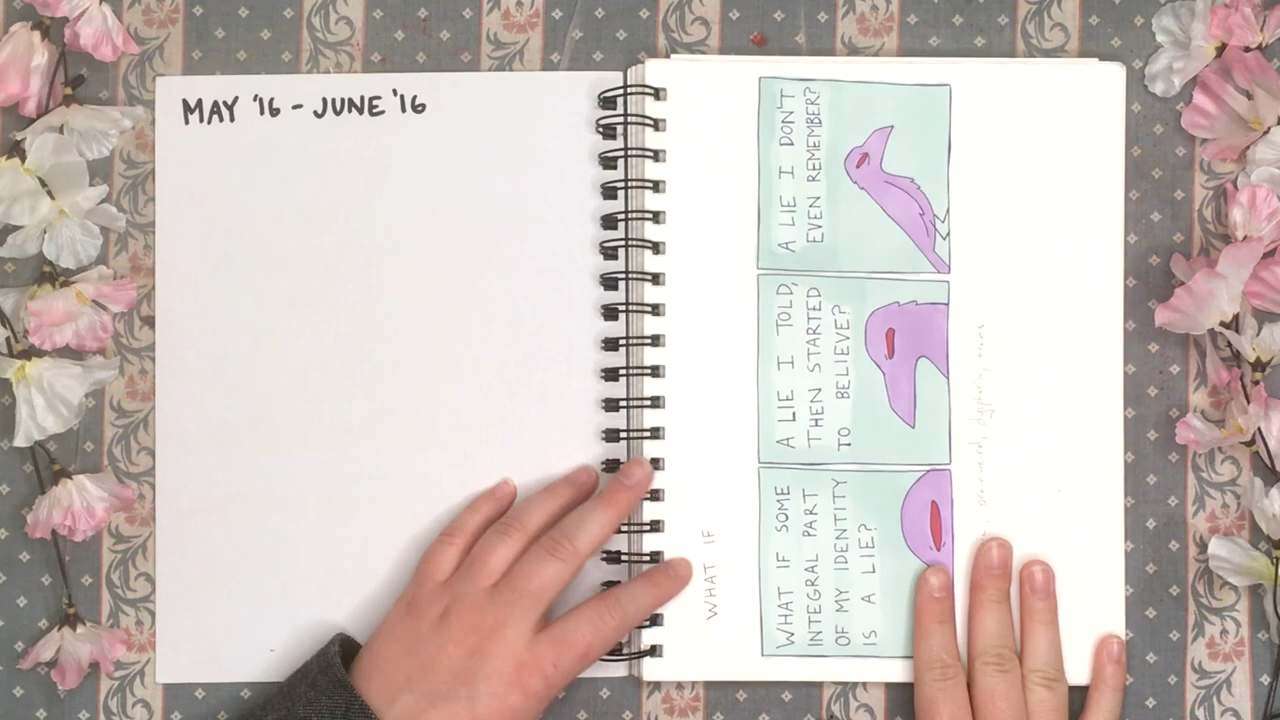 MAY '16 - JUNE '16
WHAT IF
WHAT IF SOME
INTEGRAL PART
OF MY IDENTITY
IS A LIE?
A LIE I TOLD,
THEN STARTED
TO BELIEVE?
A LIE I DON'T
EVEN REMEMBER?